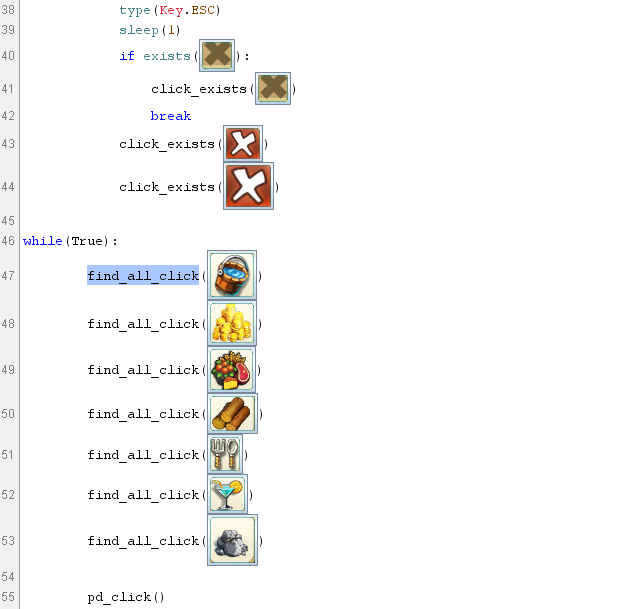 38 type(Key.ESC)
39 sleep(1)
40 if exists( ):
41 click_exists( )
42 break
43 click_exists( )
44 click_exists( )
45
46 while(True):
47 find_all_click( )
48 find_all_click( )
49 find_all_click( )
50 find_all_click( )
51 find_all_click( )
52 find_all_click( )
53 find_all_click( )
54
55 pd_click()